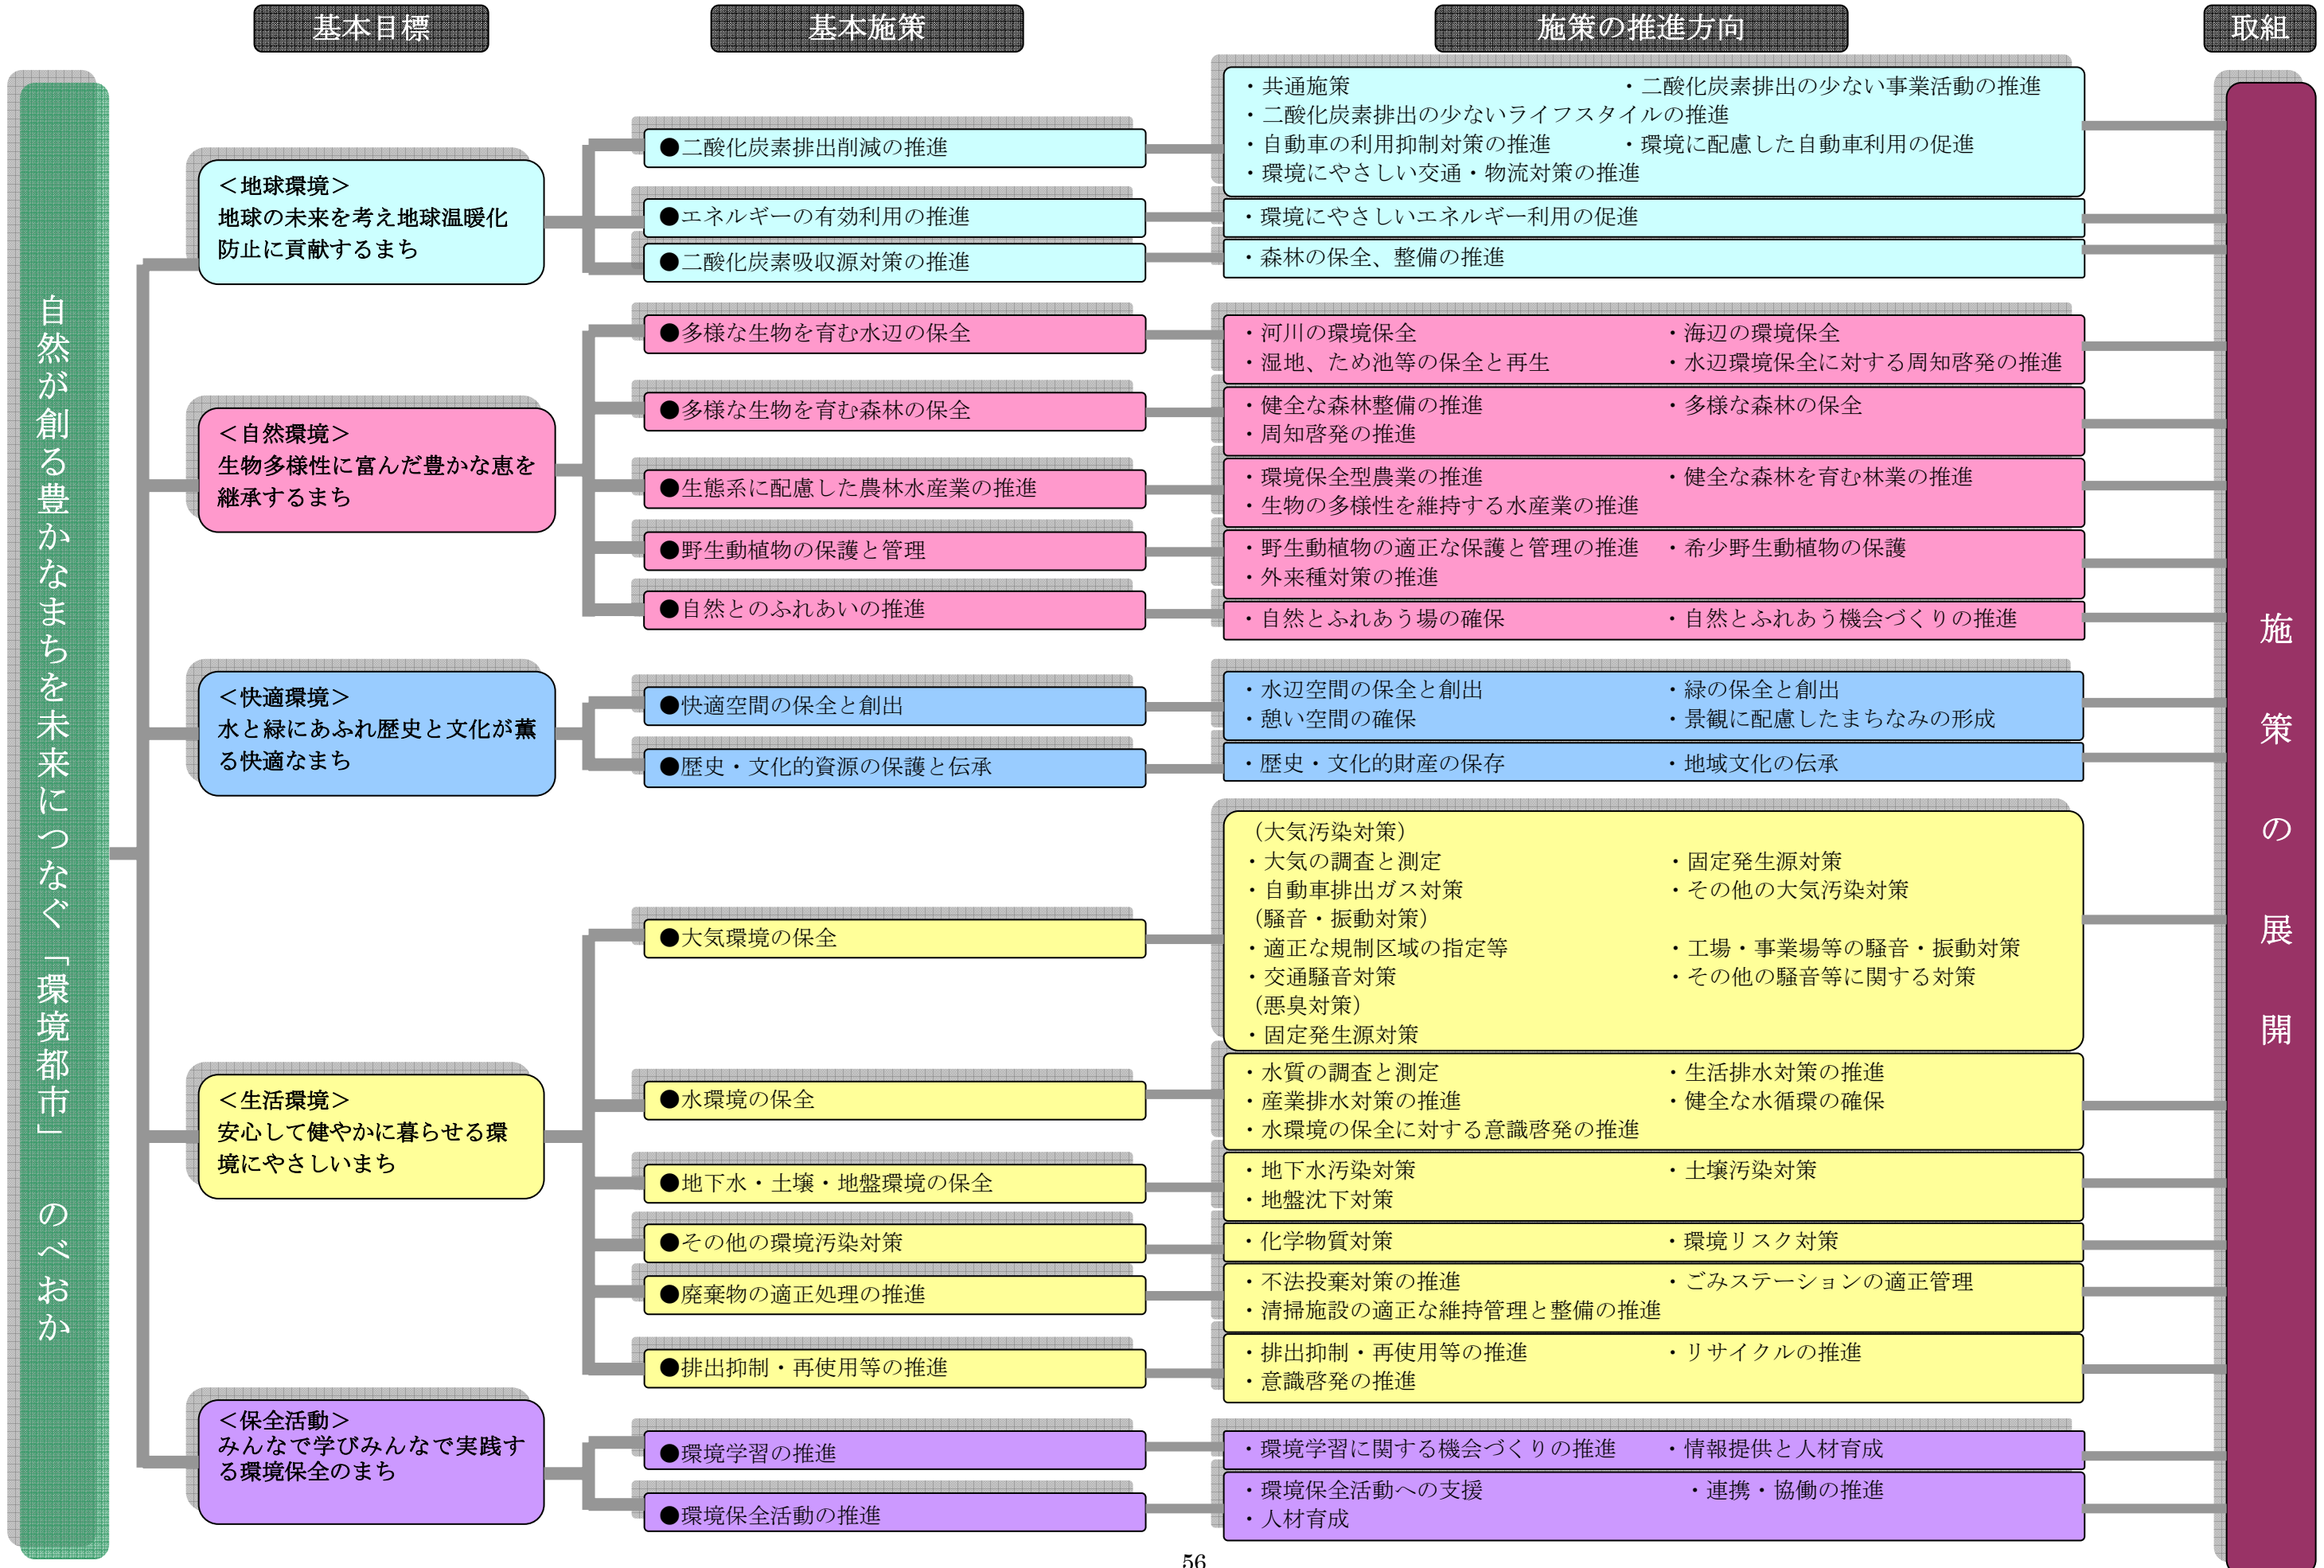 基本目標
基本施策
施策の推進方向
取組
自然が創る豊かなまちを未来につなぐ「環境都市」 のべおか
＜地球環境＞
地球の未来を考え地球温暖化
防止に貢献するまち
●二酸化炭素排出削減の推進
・共通施策 ・二酸化炭素排出の少ない事業活動の推進
・二酸化炭素排出の少ないライフスタイルの推進
・自動車の利用抑制対策の推進 ・環境に配慮した自動車利用の促進
・環境にやさしい交通・物流対策の推進
●エネルギーの有効利用の推進
・環境にやさしいエネルギー利用の促進
●二酸化炭素吸収源対策の推進
・森林の保全、整備の推進
＜自然環境＞
生物多様性に富んだ豊かな恵を
継承するまち
●多様な生物を育む水辺の保全
・河川の環境保全 ・海辺の環境保全
・湿地、ため池等の保全と再生 ・水辺環境保全に対する周知啓発の推進
●多様な生物を育む森林の保全
・健全な森林整備の推進 ・多様な森林の保全
・周知啓発の推進
●生態系に配慮した農林水産業の推進
・環境保全型農業の推進 ・健全な森林を育む林業の推進
・生物の多様性を維持する水産業の推進
●野生動植物の保護と管理
・野生動植物の適正な保護と管理の推進 ・希少野生動植物の保護
・外来種対策の推進
●自然とのふれあいの推進
・自然とふれあう場の確保 ・自然とふれあう機会づくりの推進
＜快適環境＞
水と緑にあふれ歴史と文化が薫
る快適なまち
●快適空間の保全と創出
・水辺空間の保全と創出 ・緑の保全と創出
・憩い空間の確保 ・景観に配慮したまちなみの形成
●歴史・文化的資源の保護と伝承
・歴史・文化的財産の保存 ・地域文化の伝承
＜生活環境＞
安心して健やかに暮らせる環
境にやさしいまち
●大気環境の保全
（大気汚染対策）
・大気の調査と測定 ・固定発生源対策
・自動車排出ガス対策 ・その他の大気汚染対策
（騒音・振動対策）
・適正な規制区域の指定等 ・工場・事業場等の騒音・振動対策
・交通騒音対策 ・その他の騒音等に関する対策
（悪臭対策）
・固定発生源対策
●水環境の保全
・水質の調査と測定 ・生活排水対策の推進
・産業排水対策の推進 ・健全な水循環の確保
・水環境の保全に対する意識啓発の推進
●地下水・土壌・地盤環境の保全
・地下水汚染対策 ・土壌汚染対策
・地盤沈下対策
●その他の環境汚染対策
・化学物質対策 ・環境リスク対策
●廃棄物の適正処理の推進
・不法投棄対策の推進 ・ごみステーションの適正管理
・清掃施設の適正な維持管理と整備の推進
●排出抑制・再使用等の推進
・排出抑制・再使用等の推進 ・リサイクルの推進
・意識啓発の推進
＜保全活動＞
みんなで学びみんなで実践す
る環境保全のまち
●環境学習の推進
・環境学習に関する機会づくりの推進 ・情報提供と人材育成
●環境保全活動の推進
・環境保全活動への支援 ・連携・協働の推進
・人材育成
施策の展開
56